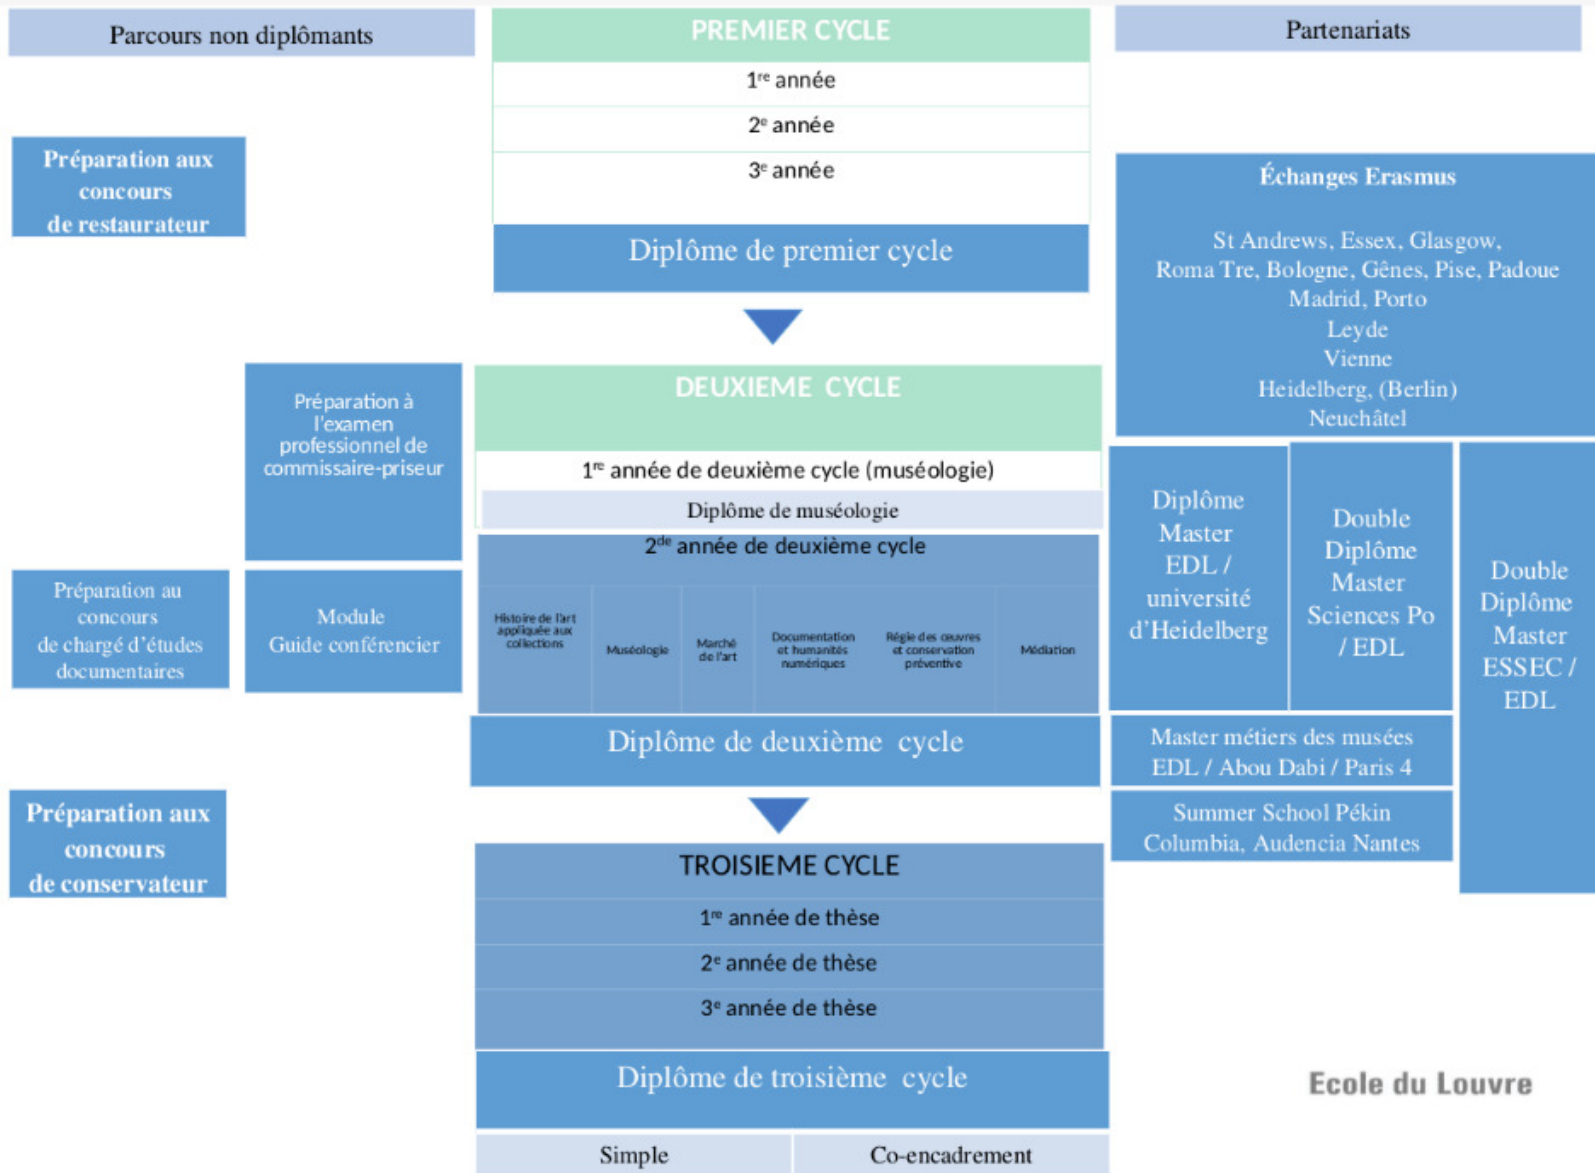 Parcours non diplômants
PREMIER CYCLE
Partenariats
1re année
2e année
3e année
Diplôme de premier cycle
Préparation aux
concours
de restaurateur
Échanges Erasmus
St Andrews, Essex, Glasgow,
Roma Tre, Bologne, Gênes, Pise, Padoue
Madrid, Porto
Leyde
Vienne
Heidelberg, (Berlin)
Neuchâtel
Préparation à
l'examen
professionnel de
commissaire-priseur
DEUXIEME CYCLE
1re année de deuxième cycle (muséologie)
Diplôme de muséologie
2de année de deuxième cycle
Histoire de l'art
appliquée aux
collections
Muséologie
Marché
de l'art
Documentation
et humanités
numériques
Régie des œuvres
et conservation
préventive
Médiation
Diplôme de deuxième cycle
Préparation au
concours
de chargé d'études
documentaires
Module
Guide conférencier
Diplôme
Master
EDL /
université
d'Heidelberg
Double
Diplôme
Master
Sciences Po
/ EDL
Double
Diplôme
Master
ESSEC /
EDL
Master métiers des musées
EDL / Abou Dabi / Paris 4
Summer School Pékin
Columbia, Audencia Nantes
Préparation aux
concours
de conservateur
TROISIEME CYCLE
1re année de thèse
2e année de thèse
3e année de thèse
Diplôme de troisième cycle
Simple
Co-encadrement
Ecole du Louvre